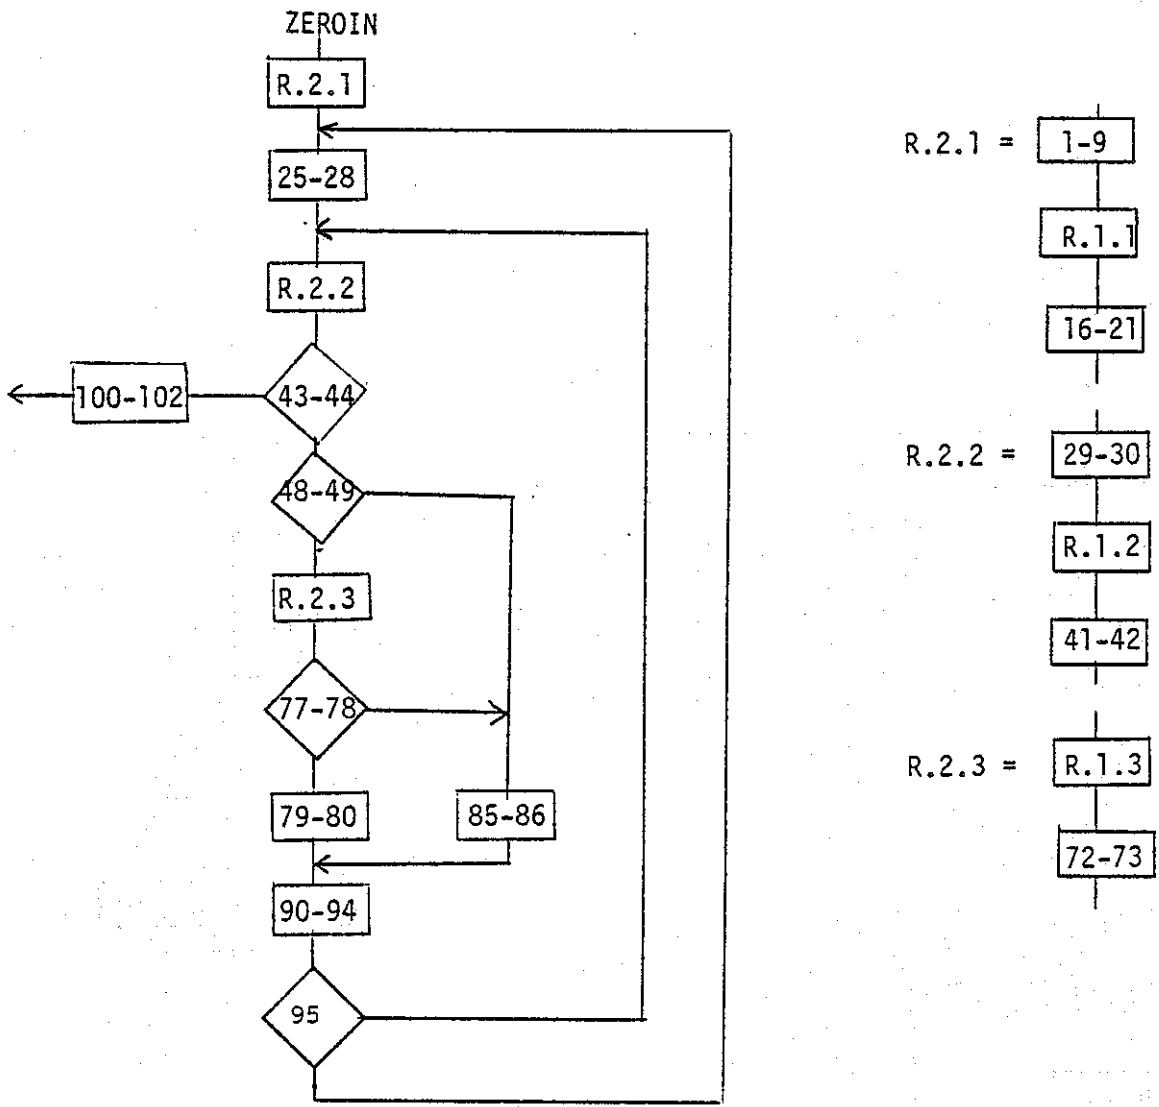 ZEROIN
R.2.1
25-28
R.2.2
100-102
43-44
48-49
R.2.3
77-78
79-80
85-86
90-94
95
R.2.1 =
1-9
R.1.1
16-21
R.2.2 =
29-30
R.1.2
41-42
R.2.3 =
R.1.3
72-73